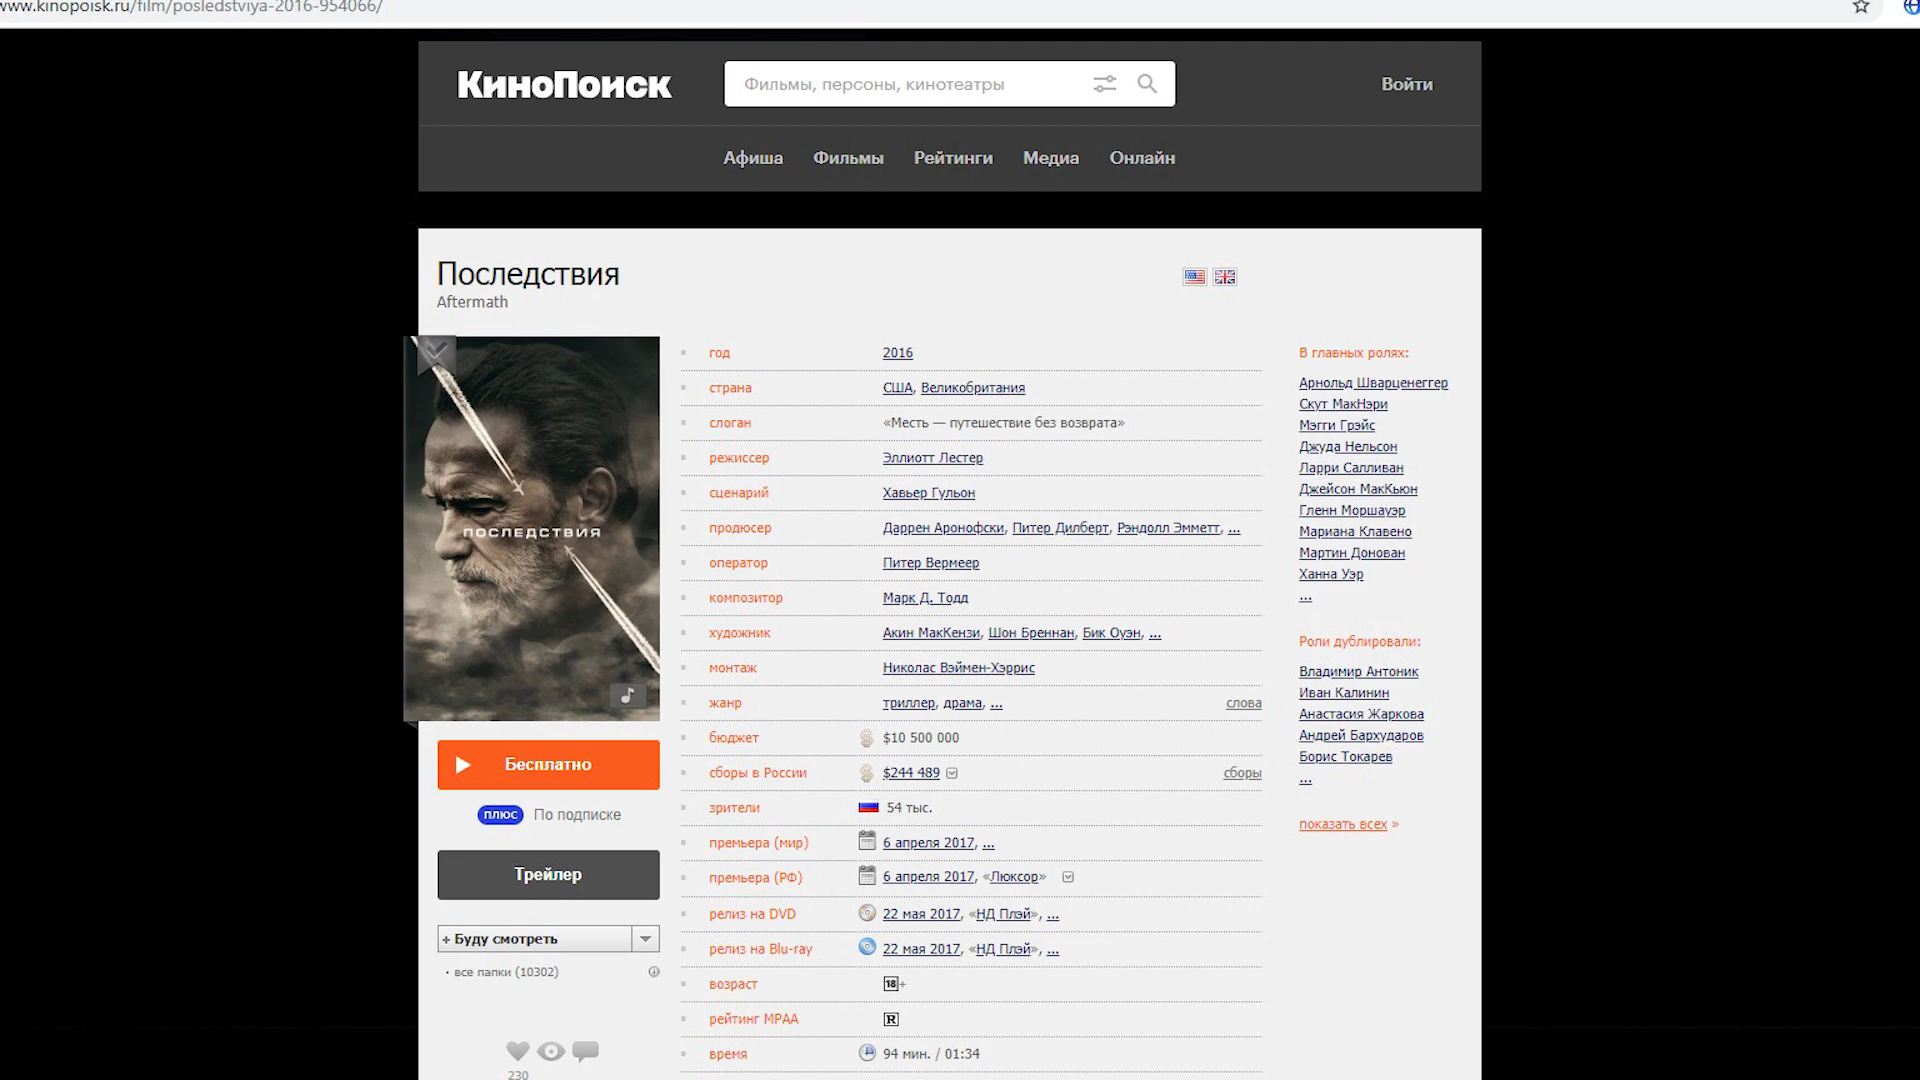 www.kinopoisk.ru/film/posledstviya-2016-954066/
КиноПоиск
Фильмы, персоны, кинотеатры
Войти
Афиша Фильмы Рейтинги Медиа Онлайн
Последствия
Aftermath
ПОСЛЕДСТВИЯ
Бесплатно
плюс По подписке
Трейлер
+ Буду смотреть
• все папки (10302)
230
год 2016
страна США, Великобритания
слоган «Месть — путешествие без возврата»
режиссер Эллиотт Лестер
сценарий Хавьер Гульон
продюсер Даррен Аронофски, Питер Дилберт, Рэндолл Эмметт, ...
оператор Питер Вермеер
композитор Марк Д. Тодд
художник Акин МакКензи, Шон Бреннан, Бик Оуэн, ...
монтаж Николас Вэймен-Хэррис
жанр триллер, драма, ... слова
бюджет $10 500 000
сборы в России $244 489 сборы
зрители 54 тыс.
премьера (мир) 6 апреля 2017, ...
премьера (РФ) 6 апреля 2017, «Люксор»
релиз на DVD 22 мая 2017, «НД Плэй», ...
релиз на Blu-ray 22 мая 2017, «НД Плэй», ...
возраст 18+
рейтинг MPAA R
время 94 мин. / 01:34
В главных ролях:
Арнольд Шварценеггер
Скут МакНэри
Мэгги Грэйс
Джуда Нельсон
Ларри Салливан
Джейсон МакКьюн
Гленн Моршауэр
Мариана Клавено
Мартин Донован
Ханна Уэр
...
Роли дублировали:
Владимир Антоник
Иван Калинин
Анастасия Жаркова
Андрей Бархударов
Борис Токарев
...
показать всех »